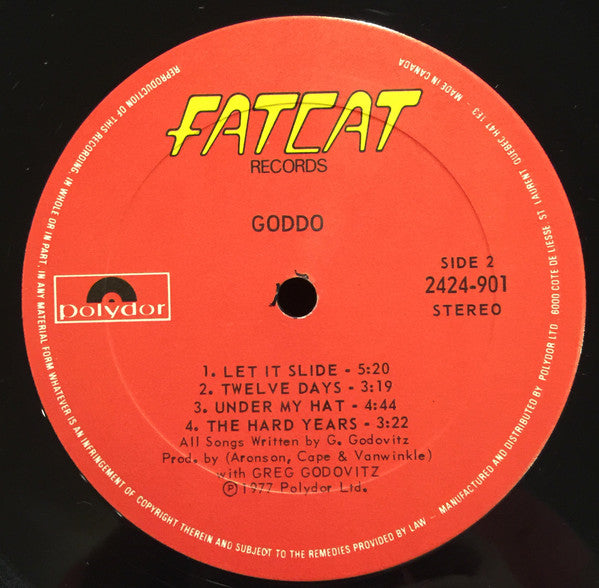 FATCAT
RECORDS
GODDO
polydor
SIDE 2
2424-901
STEREO
1. LET IT SLIDE - 5:20
2. TWELVE DAYS - 3:19
3. UNDER MY HAT - 4:44
4. THE HARD YEARS - 3:22
All Songs Written by G. Godovitz
Prod. by (Aronson, Cape & Vanwinkle)
with GREG GODOVITZ
Ⓟ 1977 Polydor Ltd.
REPRODUCTION OF THIS RECORDING, IN WHOLE OR IN PART, IN ANY MATERIAL FORM WHATEVER IS AN INFRINGEMENT OF COPYRIGHT THEREIN AND SUBJECT TO THE REMEDIES PROVIDED BY LAW — MANUFACTURED AND DISTRIBUTED BY POLYDOR LTD 6000 COTE DE LIESSE, ST LAURENT QUEBEC H4T 1E3 — MADE IN CANADA